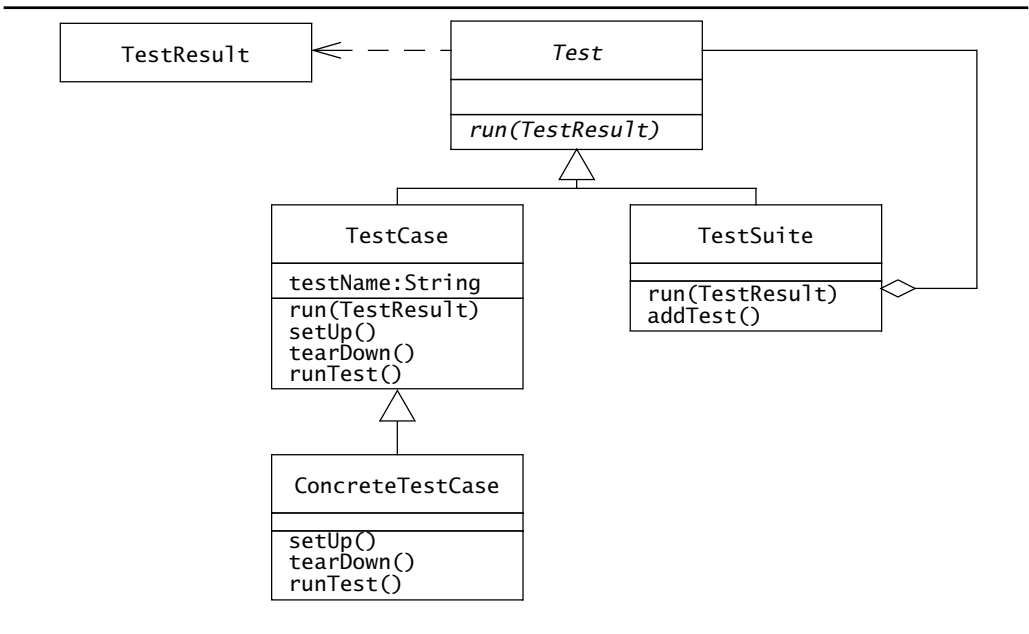 TestResult
Test
run(TestResult)
TestCase
testName:String
run(TestResult)
setUp()
tearDown()
runTest()
TestSuite
run(TestResult)
addTest()
ConcreteTestCase
setUp()
tearDown()
runTest()